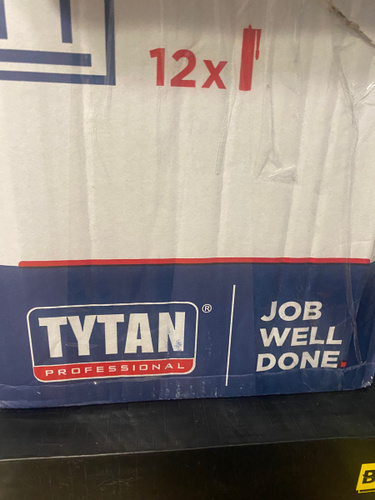 12x
TYTAN®
PROFESSIONAL
JOB
WELL
DONE.